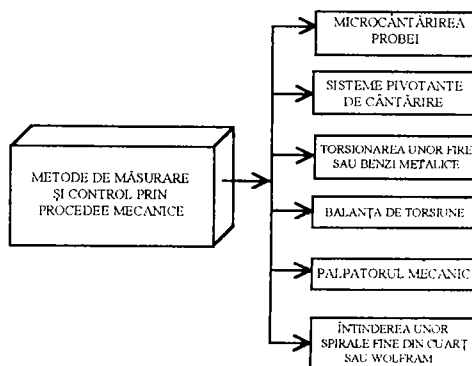 METODE DE MĂSURARE
ȘI CONTROL PRIN
PROCEDEE MECANICE
MICROCÂNTĂRIREA
PROBEI
SISTEME PIVOTANTE
DE CÂNTĂRIRE
TORSIONAREA UNOR FIRE
SAU BENZI METALICE
BALANȚA DE TORSIUNE
PALPATORUL MECANIC
ÎNTINDEREA UNOR
SPIRALE FINE DIN CUARȚ
SAU WOLFRAM